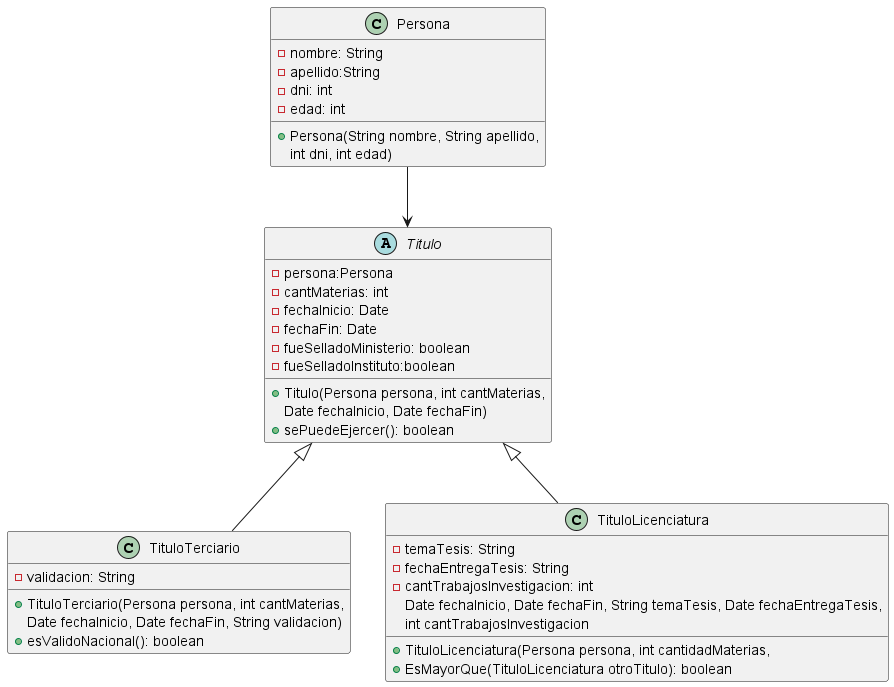 C Persona
nombre: String
apellido:String
dni: int
edad: int
Persona(String nombre, String apellido,
int dni, int edad)
A Titulo
persona:Persona
cantMaterias: int
fechaInicio: Date
fechaFin: Date
fueSelladoMinisterio: boolean
fueSelladoInstituto:boolean
Titulo(Persona persona, int cantMaterias,
Date fechaInicio, Date fechaFin)
sePuedeEjercer(): boolean
C TituloTerciario
validacion: String
TituloTerciario(Persona persona, int cantMaterias,
Date fechaInicio, Date fechaFin, String validacion)
esValidoNacional(): boolean
C TituloLicenciatura
temaTesis: String
fechaEntregaTesis: String
cantTrabajosInvestigacion: int
Date fechaInicio, Date fechaFin, String temaTesis, Date fechaEntregaTesis,
int cantTrabajosInvestigacion
TituloLicenciatura(Persona persona, int cantidadMaterias,
EsMayorQue(TituloLicenciatura otroTitulo): boolean